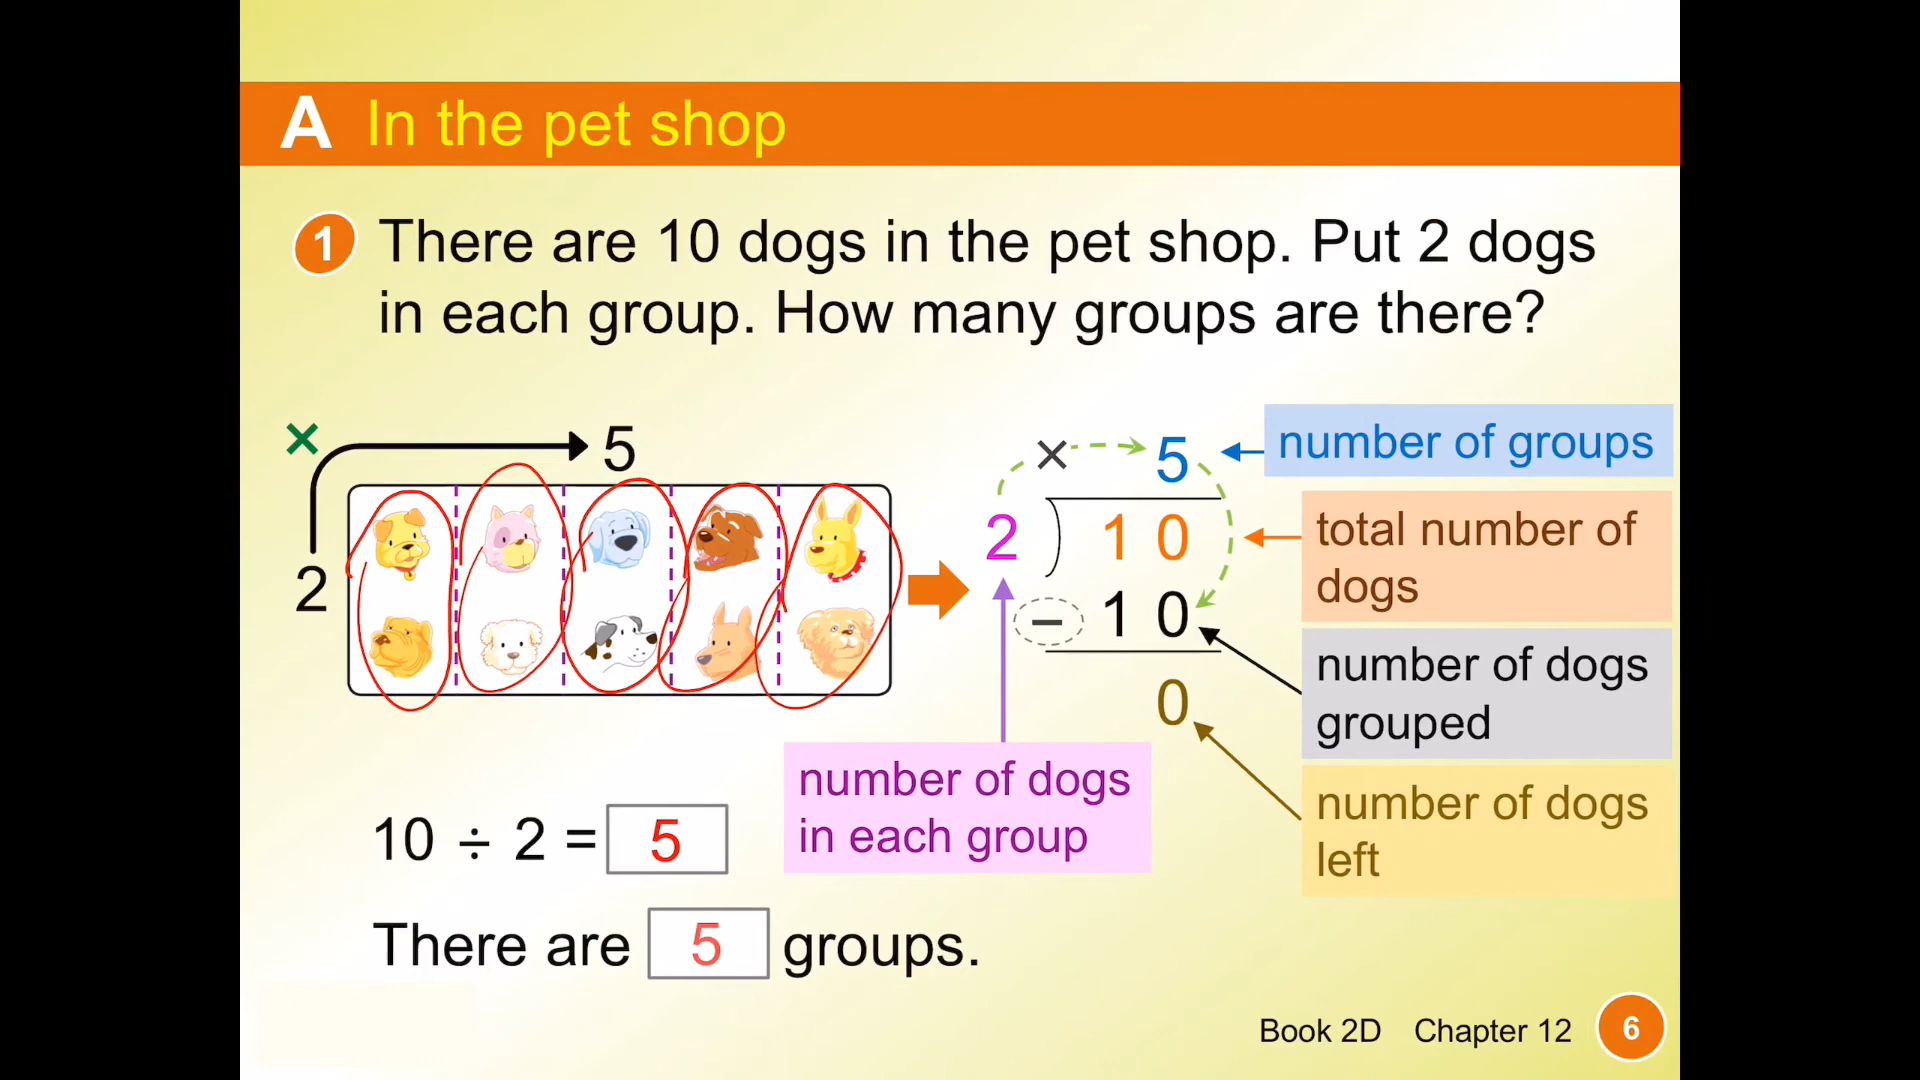 A In the pet shop
1 There are 10 dogs in the pet shop. Put 2 dogs
in each group. How many groups are there?
× 5
2
× 5
2 1 0
− 1 0
0
number of groups
total number of
dogs
number of dogs
grouped
number of dogs
left
number of dogs
in each group
10 ÷ 2 = 5
There are 5 groups.
Book 2D Chapter 12 6